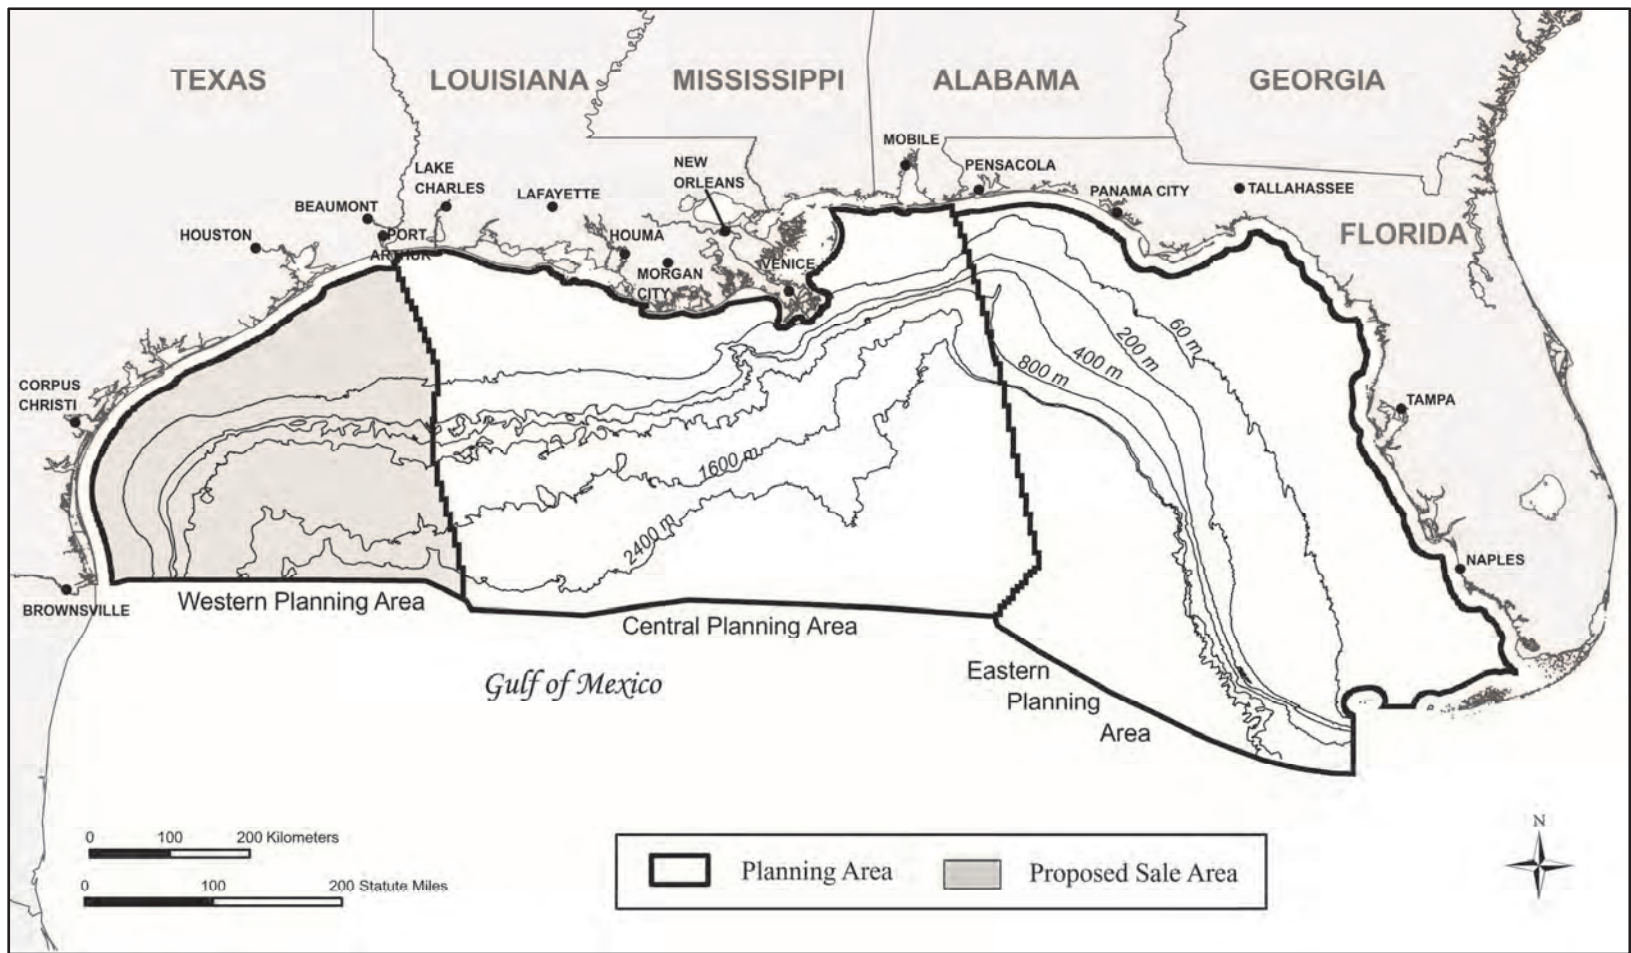 TEXAS
LOUISIANA
MISSISSIPPI
ALABAMA
GEORGIA
FLORIDA
MOBILE
PENSACOLA
PANAMA CITY
TALLAHASSEE
LAKE
CHARLES
LAFAYETTE
NEW
ORLEANS
BEAUMONT
PORT
ARTHUR
HOUSTON
HOUMA
MORGAN
CITY
VENICE
CORPUS
CHRISTI
TAMPA
NAPLES
BROWNSVILLE
60 m
200 m
400 m
800 m
1600 m
2400 m
Western Planning Area
Central Planning Area
Eastern
Planning
Area
Gulf of Mexico
0 100 200 Kilometers
0 100 200 Statute Miles
Planning Area
Proposed Sale Area
N